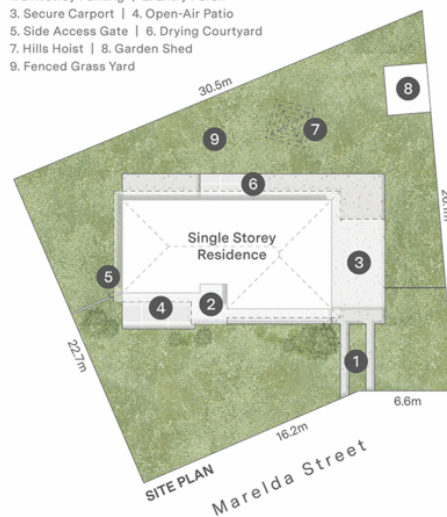 3. Secure Carport | 4. Open-Air Patio
5. Side Access Gate | 6. Drying Courtyard
7. Hills Hoist | 8. Garden Shed
9. Fenced Grass Yard
30.5m
8
7
9
6
Single Storey
Residence
3
5
4
2
22.7m
1
6.6m
16.2m
SITE PLAN
Marelda Street